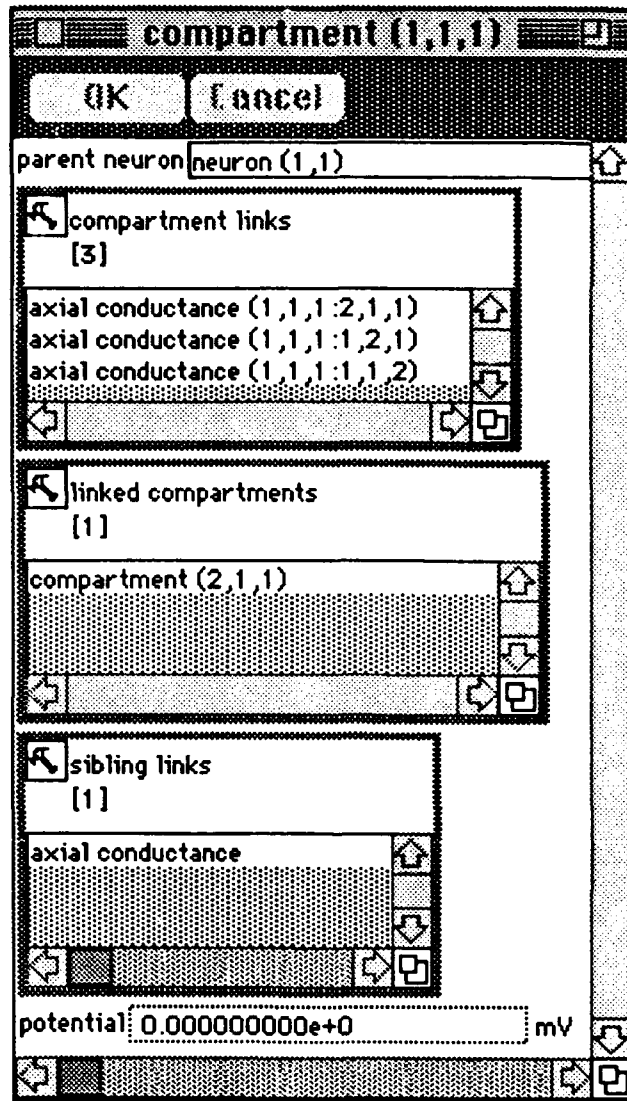 compartment (1,1,1)
OK Cancel
parent neuron neuron (1,1)
compartment links
[3]
axial conductance (1,1,1:2,1,1)
axial conductance (1,1,1:1,2,1)
axial conductance (1,1,1:1,1,2)
linked compartments
[1]
compartment (2,1,1)
sibling links
[1]
axial conductance
potential 0.000000000e+0 mV